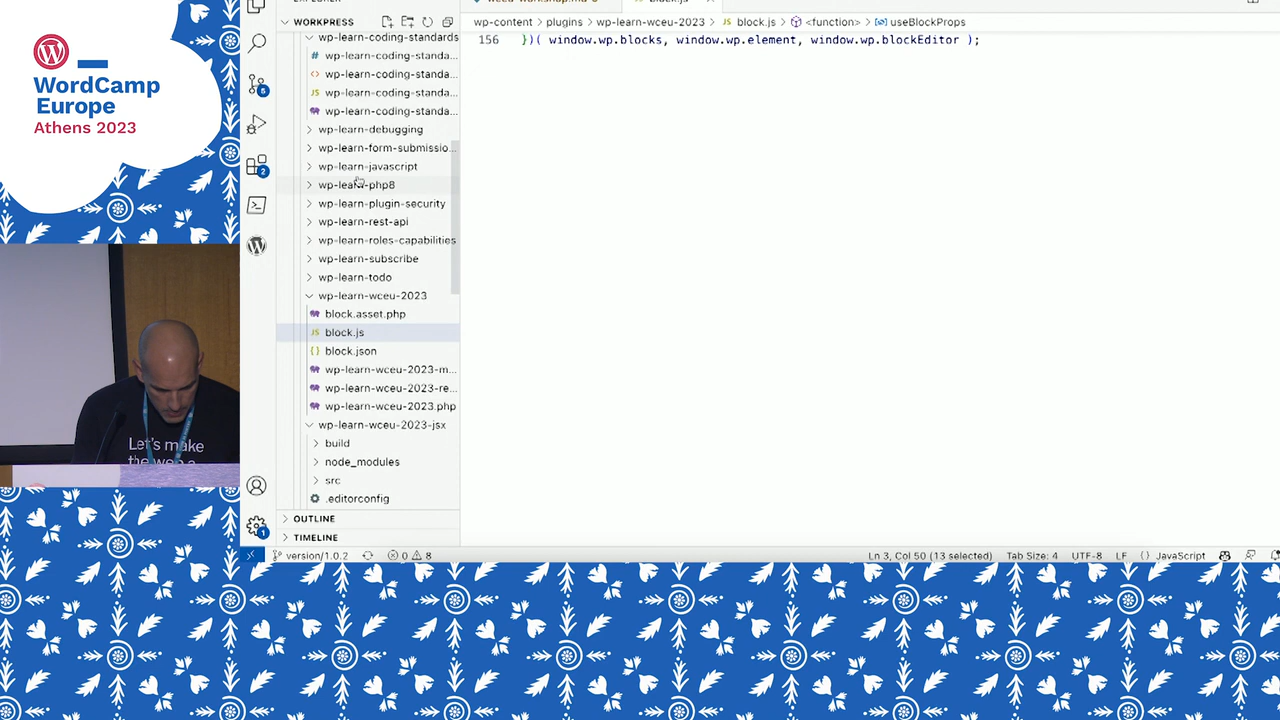 WordCamp
Europe
Athens 2023
Let's make
the web a
WORKPRESS
wp-learn-coding-standards
wp-learn-coding-standa...
wp-learn-coding-standa...
wp-learn-coding-standa...
wp-learn-coding-standa...
wp-learn-debugging
wp-learn-form-submissio...
wp-learn-javascript
wp-learn-php8
wp-learn-plugin-security
wp-learn-rest-api
wp-learn-roles-capabilities
wp-learn-subscribe
wp-learn-todo
wp-learn-wceu-2023
block.asset.php
block.js
block.json
wp-learn-wceu-2023-m...
wp-learn-wceu-2023-re...
wp-learn-wceu-2023.php
wp-learn-wceu-2023-jsx
build
node_modules
src
.editorconfig
OUTLINE
TIMELINE
wp-content > plugins > wp-learn-wceu-2023 > JS block.js > <function> > useBlockProps
156 })( window.wp.blocks, window.wp.element, window.wp.blockEditor );
version/1.0.2 0 8 Ln 3, Col 50 (13 selected) Tab Size: 4 UTF-8 LF {} JavaScript